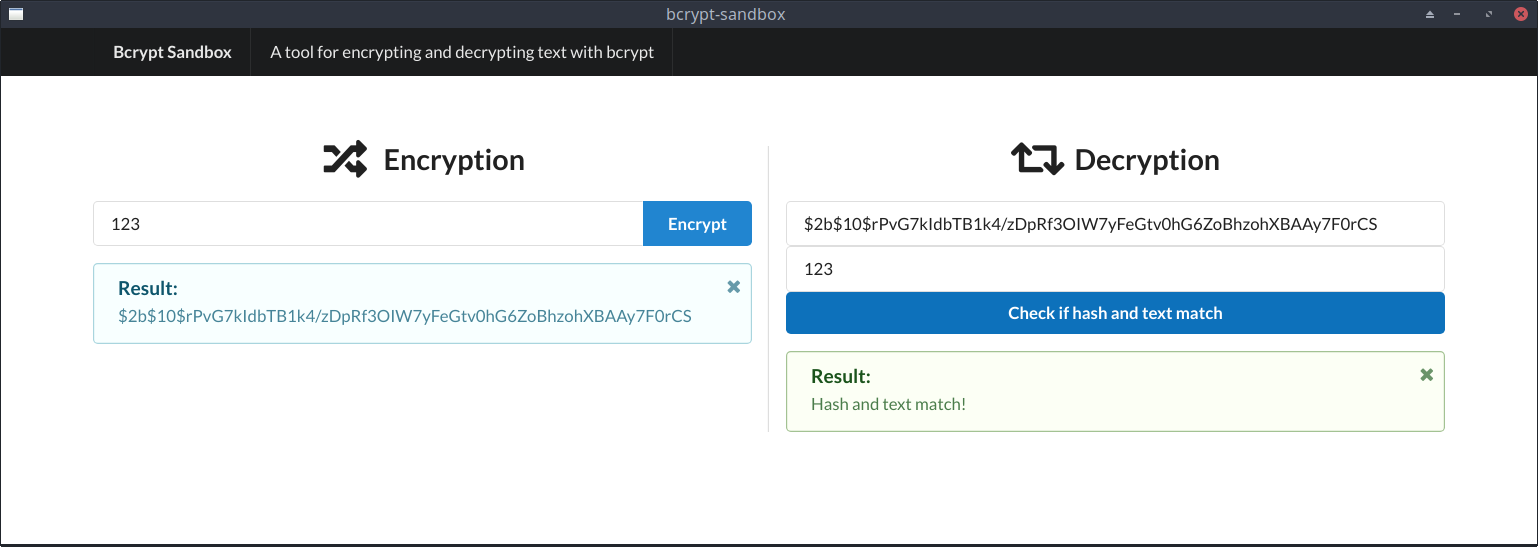 bcrypt-sandbox
Bcrypt Sandbox
A tool for encrypting and decrypting text with bcrypt
Encryption
123
Encrypt
Result:
$2b$10$rPvG7kIdbTB1k4/zDpRf3OIW7yFeGtv0hG6ZoBhzohXBAAy7F0rCS
Decryption
$2b$10$rPvG7kIdbTB1k4/zDpRf3OIW7yFeGtv0hG6ZoBhzohXBAAy7F0rCS
123
Check if hash and text match
Result:
Hash and text match!